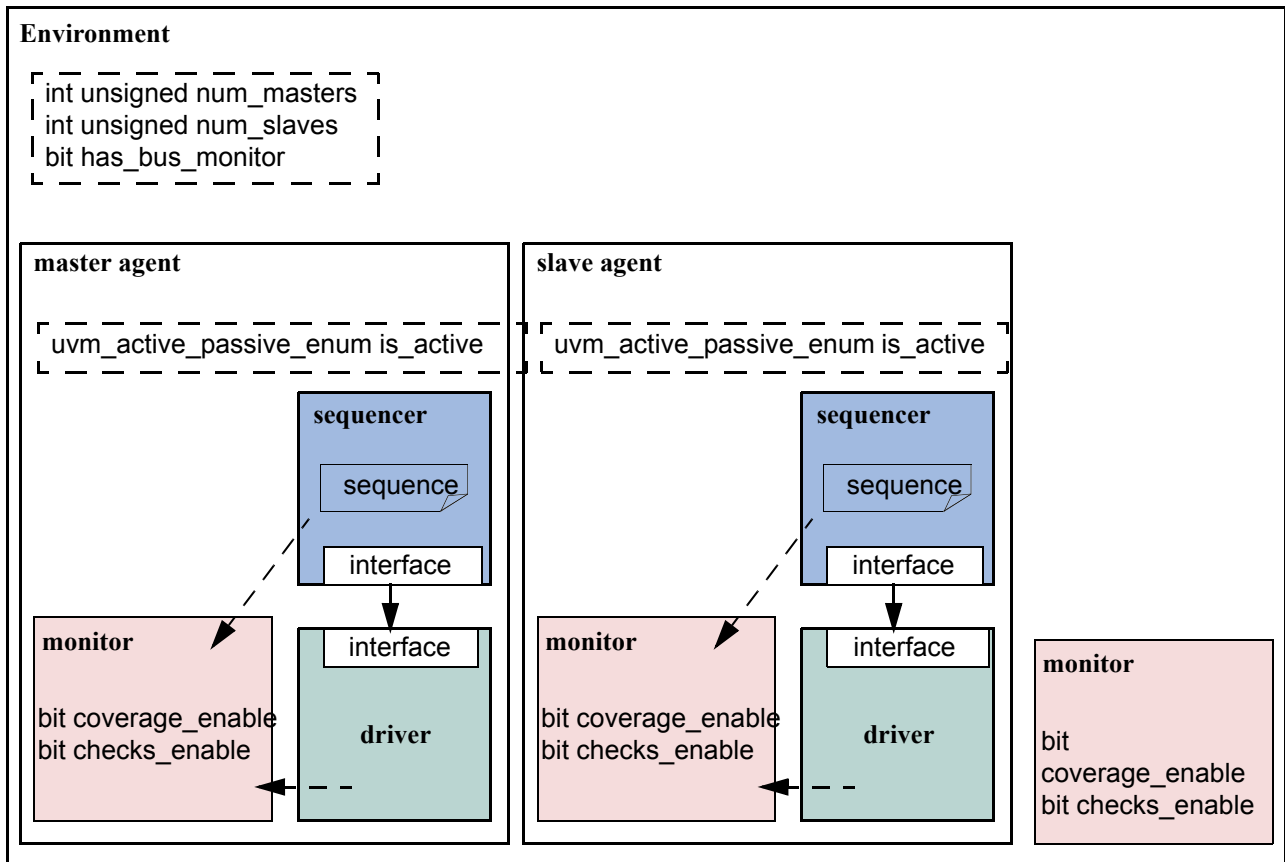 Environment
int unsigned num_masters
int unsigned num_slaves
bit has_bus_monitor
master agent
uvm_active_passive_enum is_active
sequencer
sequence
interface
monitor
bit coverage_enable
bit checks_enable
interface
driver
slave agent
uvm_active_passive_enum is_active
sequencer
sequence
interface
monitor
bit coverage_enable
bit checks_enable
interface
driver
monitor
bit
coverage_enable
bit checks_enable